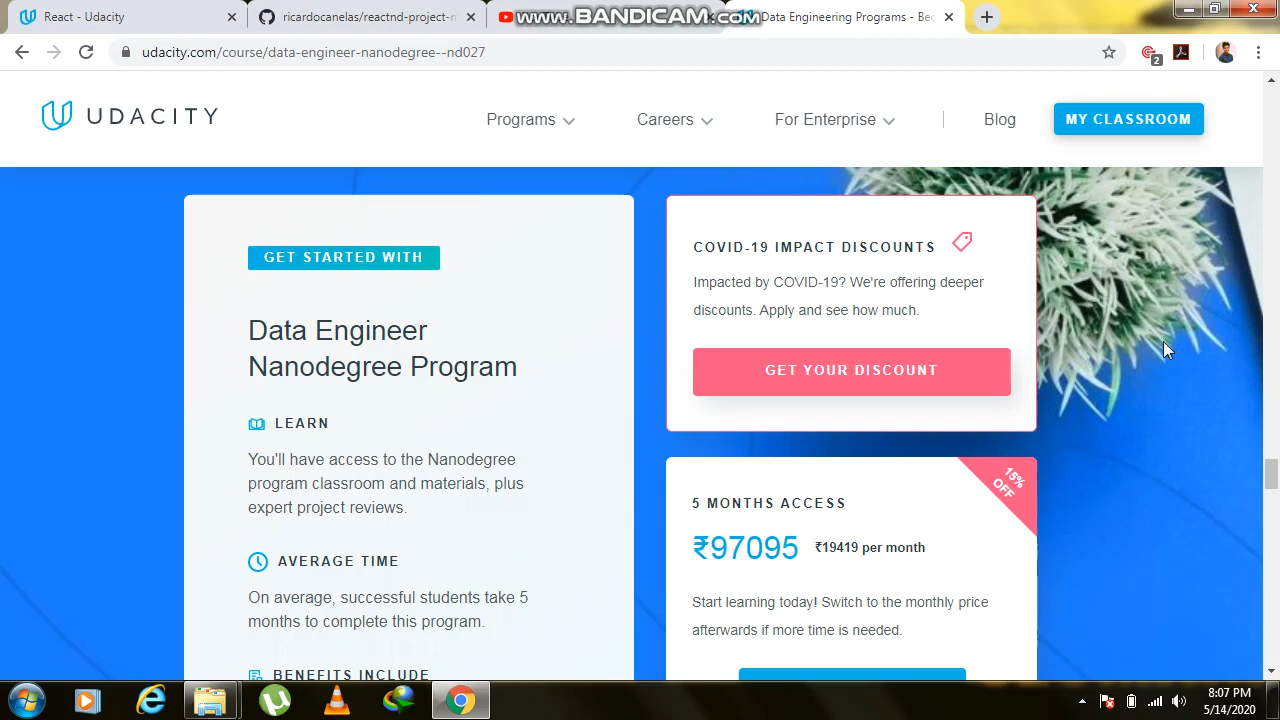 React - Udacity
ricardocanelas/reactnd-project-n
www.BANDICAM.com
Data Engineering Programs - Bec
udacity.com/course/data-engineer-nanodegree--nd027
2
UDACITY
Programs
Careers
For Enterprise
Blog
MY CLASSROOM
GET STARTED WITH
Data Engineer
Nanodegree Program
LEARN
You'll have access to the Nanodegree
program classroom and materials, plus
expert project reviews.
AVERAGE TIME
On average, successful students take 5
months to complete this program.
BENEFITS INCLUDE
COVID-19 IMPACT DISCOUNTS
Impacted by COVID-19? We're offering deeper
discounts. Apply and see how much.
GET YOUR DISCOUNT
15%
OFF
5 MONTHS ACCESS
₹97095 ₹19419 per month
Start learning today! Switch to the monthly price
afterwards if more time is needed.
8:07 PM
5/14/2020